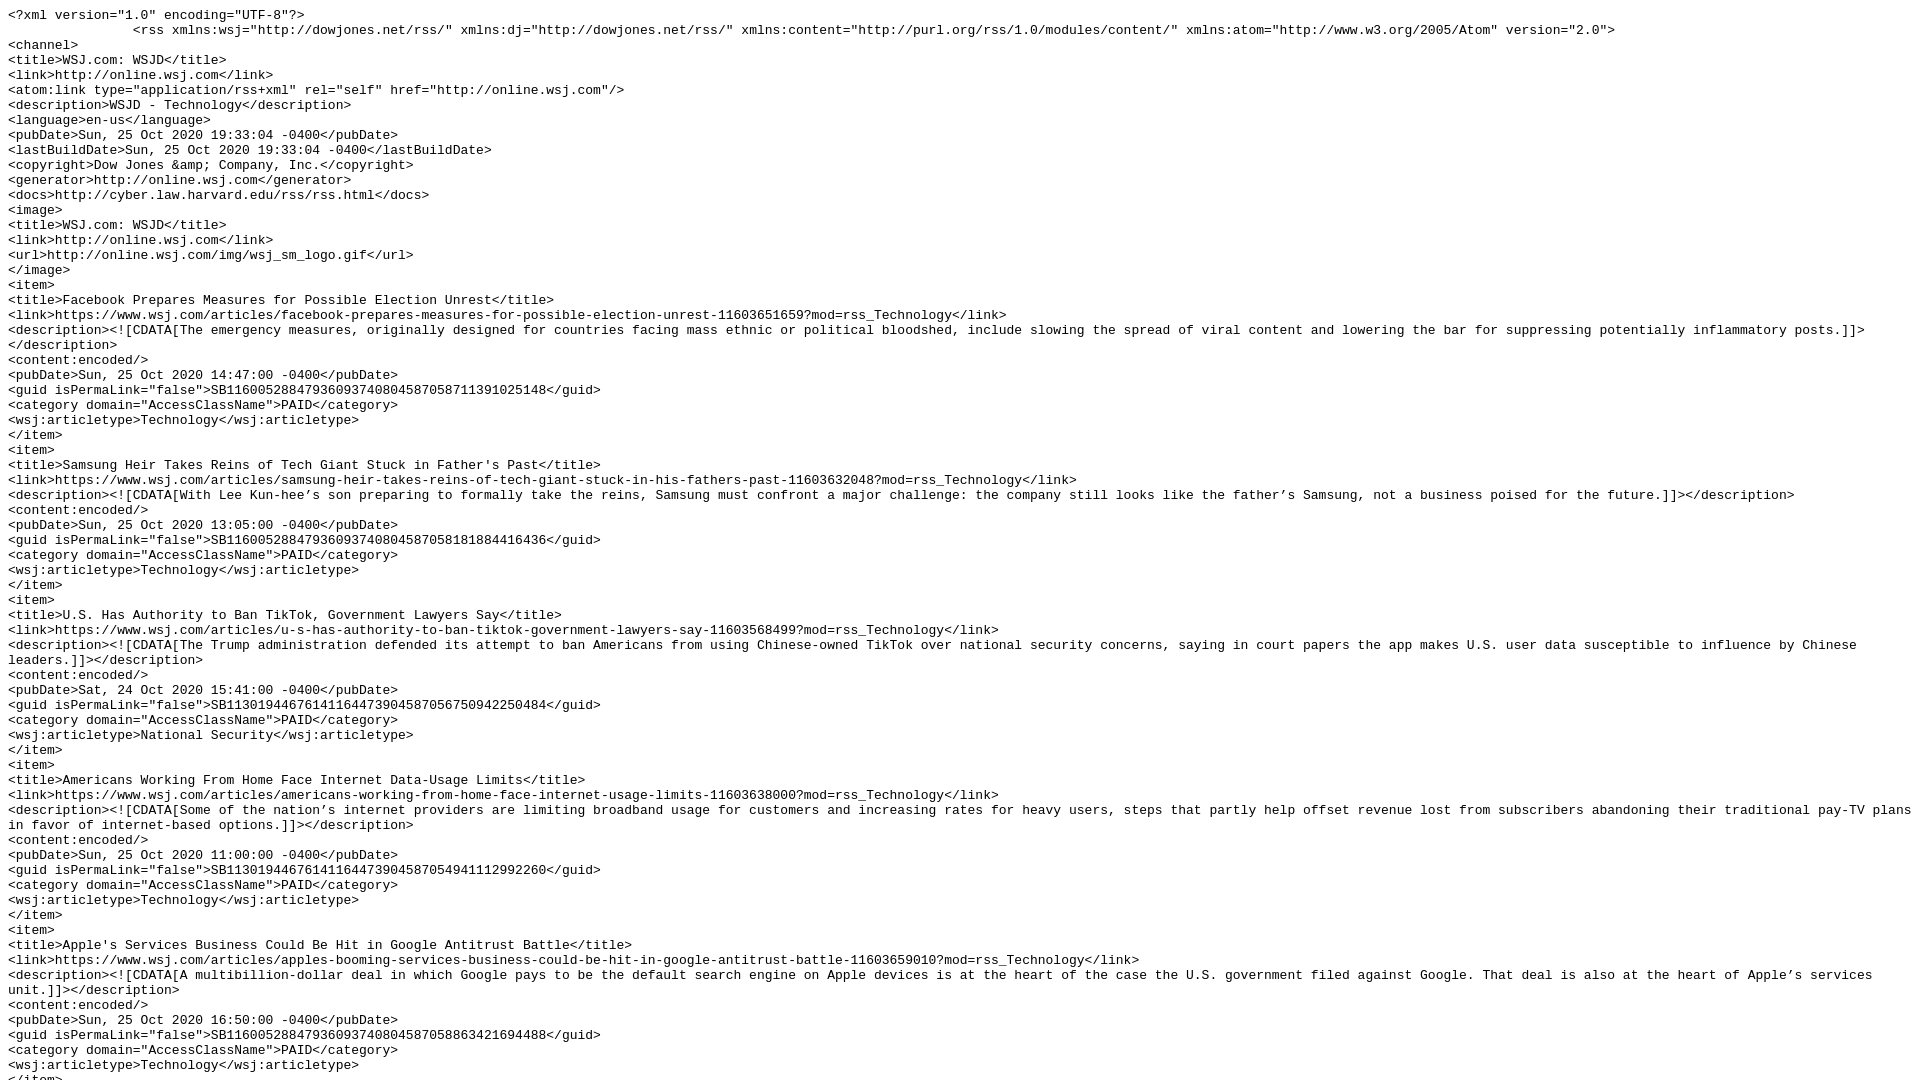 <?xml version="1.0" encoding="UTF-8"?>
<rss xmlns:wsj="http://dowjones.net/rss/" xmlns:dj="http://dowjones.net/rss/" xmlns:content="http://purl.org/rss/1.0/modules/content/" xmlns:atom="http://www.w3.org/2005/Atom" version="2.0">
<channel>
<title>WSJ.com: WSJD</title>
<link>http://online.wsj.com</link>
<atom:link type="application/rss+xml" rel="self" href="http://online.wsj.com"/>
<description>WSJD - Technology</description>
<language>en-us</language>
<pubDate>Sun, 25 Oct 2020 19:33:04 -0400</pubDate>
<lastBuildDate>Sun, 25 Oct 2020 19:33:04 -0400</lastBuildDate>
<copyright>Dow Jones &amp; Company, Inc.</copyright>
<generator>http://online.wsj.com</generator>
<docs>http://cyber.law.harvard.edu/rss/rss.html</docs>
<image>
<title>WSJ.com: WSJD</title>
<link>http://online.wsj.com</link>
<url>http://online.wsj.com/img/wsj_sm_logo.gif</url>
</image>
<item>
<title>Facebook Prepares Measures for Possible Election Unrest</title>
<link>https://www.wsj.com/articles/facebook-prepares-measures-for-possible-election-unrest-11603651659?mod=rss_Technology</link>
<description><![CDATA[The emergency measures, originally designed for countries facing mass ethnic or political bloodshed, include slowing the spread of viral content and lowering the bar for suppressing potentially inflammatory posts.]]>
</description>
<content:encoded/>
<pubDate>Sun, 25 Oct 2020 14:47:00 -0400</pubDate>
<guid isPermaLink="false">SB11600528847936093740804587058711391025148</guid>
<category domain="AccessClassName">PAID</category>
<wsj:articletype>Technology</wsj:articletype>
</item>
<item>
<title>Samsung Heir Takes Reins of Tech Giant Stuck in Father's Past</title>
<link>https://www.wsj.com/articles/samsung-heir-takes-reins-of-tech-giant-stuck-in-his-fathers-past-11603632048?mod=rss_Technology</link>
<description><![CDATA[With Lee Kun-hee’s son preparing to formally take the reins, Samsung must confront a major challenge: the company still looks like the father’s Samsung, not a business poised for the future.]]></description>
<content:encoded/>
<pubDate>Sun, 25 Oct 2020 13:05:00 -0400</pubDate>
<guid isPermaLink="false">SB11600528847936093740804587058181884416436</guid>
<category domain="AccessClassName">PAID</category>
<wsj:articletype>Technology</wsj:articletype>
</item>
<item>
<title>U.S. Has Authority to Ban TikTok, Government Lawyers Say</title>
<link>https://www.wsj.com/articles/u-s-has-authority-to-ban-tiktok-government-lawyers-say-11603568499?mod=rss_Technology</link>
<description><![CDATA[The Trump administration defended its attempt to ban Americans from using Chinese-owned TikTok over national security concerns, saying in court papers the app makes U.S. user data susceptible to influence by Chinese
leaders.]]></description>
<content:encoded/>
<pubDate>Sat, 24 Oct 2020 15:41:00 -0400</pubDate>
<guid isPermaLink="false">SB11301944676141164473904587056750942250484</guid>
<category domain="AccessClassName">PAID</category>
<wsj:articletype>National Security</wsj:articletype>
</item>
<item>
<title>Americans Working From Home Face Internet Data-Usage Limits</title>
<link>https://www.wsj.com/articles/americans-working-from-home-face-internet-usage-limits-11603638000?mod=rss_Technology</link>
<description><![CDATA[Some of the nation’s internet providers are limiting broadband usage for customers and increasing rates for heavy users, steps that partly help offset revenue lost from subscribers abandoning their traditional pay-TV plans
in favor of internet-based options.]]></description>
<content:encoded/>
<pubDate>Sun, 25 Oct 2020 11:00:00 -0400</pubDate>
<guid isPermaLink="false">SB11301944676141164473904587054941112992260</guid>
<category domain="AccessClassName">PAID</category>
<wsj:articletype>Technology</wsj:articletype>
</item>
<item>
<title>Apple's Services Business Could Be Hit in Google Antitrust Battle</title>
<link>https://www.wsj.com/articles/apples-booming-services-business-could-be-hit-in-google-antitrust-battle-11603659010?mod=rss_Technology</link>
<description><![CDATA[A multibillion-dollar deal in which Google pays to be the default search engine on Apple devices is at the heart of the case the U.S. government filed against Google. That deal is also at the heart of Apple’s services
unit.]]></description>
<content:encoded/>
<pubDate>Sun, 25 Oct 2020 16:50:00 -0400</pubDate>
<guid isPermaLink="false">SB11600528847936093740804587058863421694488</guid>
<category domain="AccessClassName">PAID</category>
<wsj:articletype>Technology</wsj:articletype>
</item>